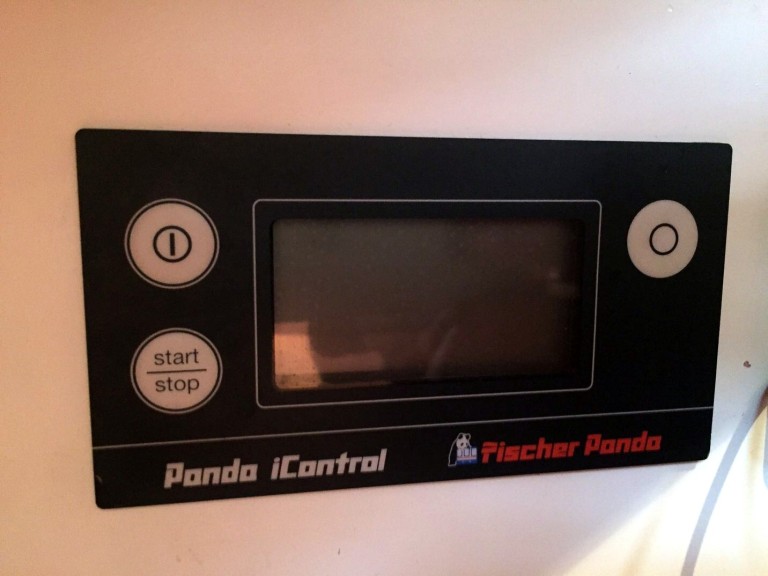 start
stop
Panda iControl
Fischer Panda